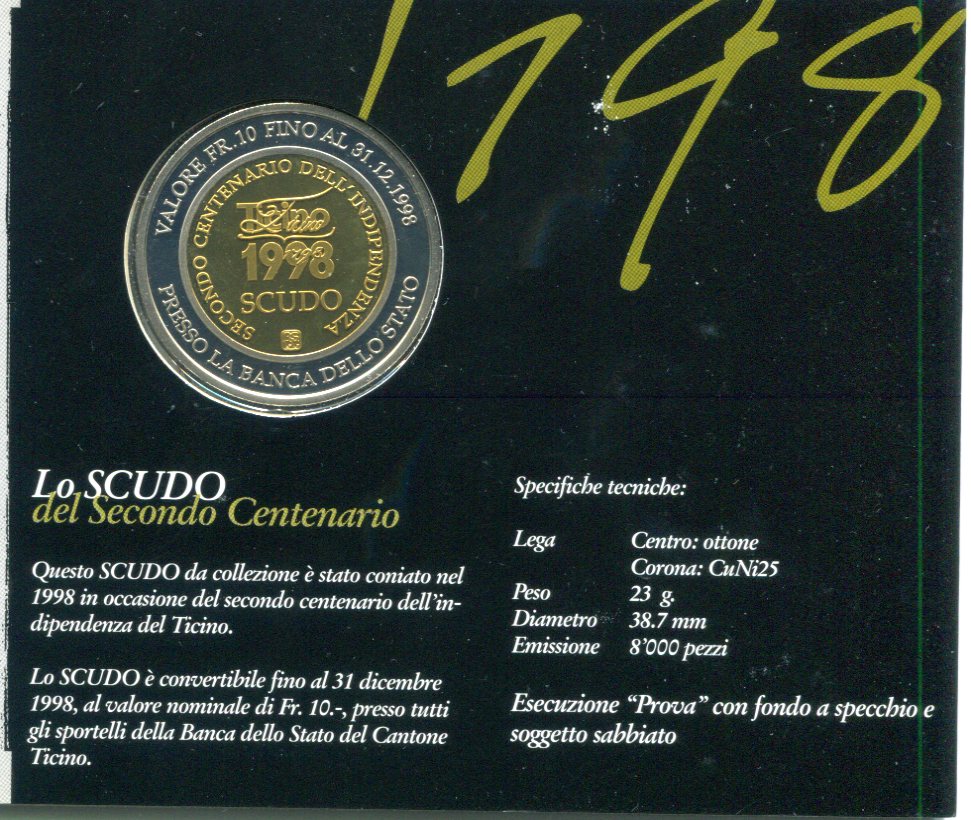 1798
VALORE FR.10 FINO AL 31.12.1998
PRESSO LA BANCA DELLO STATO
SECONDO CENTENARIO DELL'INDIPENDENZA
Ticino
1998
SCUDO
Lo SCUDO
del Secondo Centenario
Questo SCUDO da collezione è stato coniato nel
1998 in occasione del secondo centenario dell'in-
dipendenza del Ticino.
Lo SCUDO è convertibile fino al 31 dicembre
1998, al valore nominale di Fr. 10.-, presso tutti
gli sportelli della Banca dello Stato del Cantone
Ticino.
Specifiche tecniche:
Lega Centro: ottone
Corona: CuNi25
Peso 23 g.
Diametro 38.7 mm
Emissione 8'000 pezzi
Esecuzione “Prova” con fondo a specchio e
soggetto sabbiato